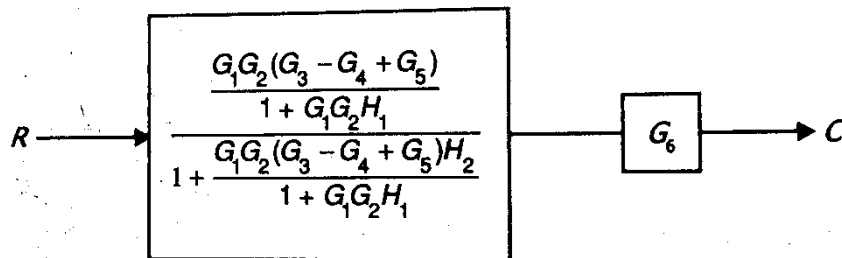 G₁G₂(G₃ − G₄ + G₅)
1 + G₁G₂H₁
1 + G₁G₂(G₃ − G₄ + G₅)H₂
1 + G₁G₂H₁
R
G₆
C